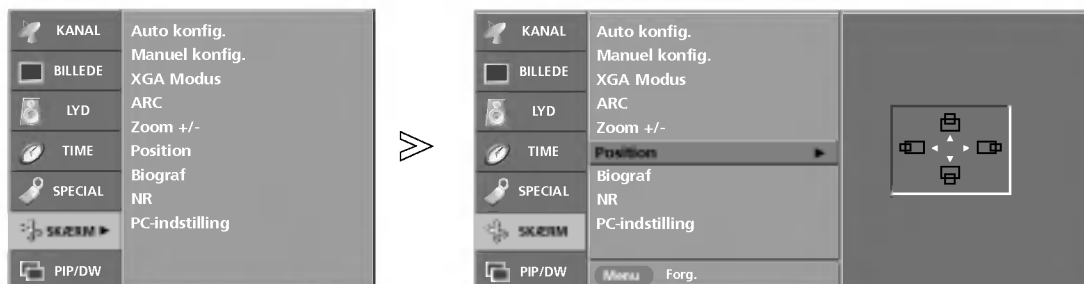 KANAL
BILLEDE
LYD
TIME
SPECIAL
SKÆRM
PIP/DW
Auto konfig.
Manuel konfig.
XGA Modus
ARC
Zoom +/-
Position
Biograf
NR
PC-indstilling
KANAL
BILLEDE
LYD
TIME
SPECIAL
SKÆRM
PIP/DW
Auto konfig.
Manuel konfig.
XGA Modus
ARC
Zoom +/-
Position
Biograf
NR
PC-indstilling
Menu Forg.